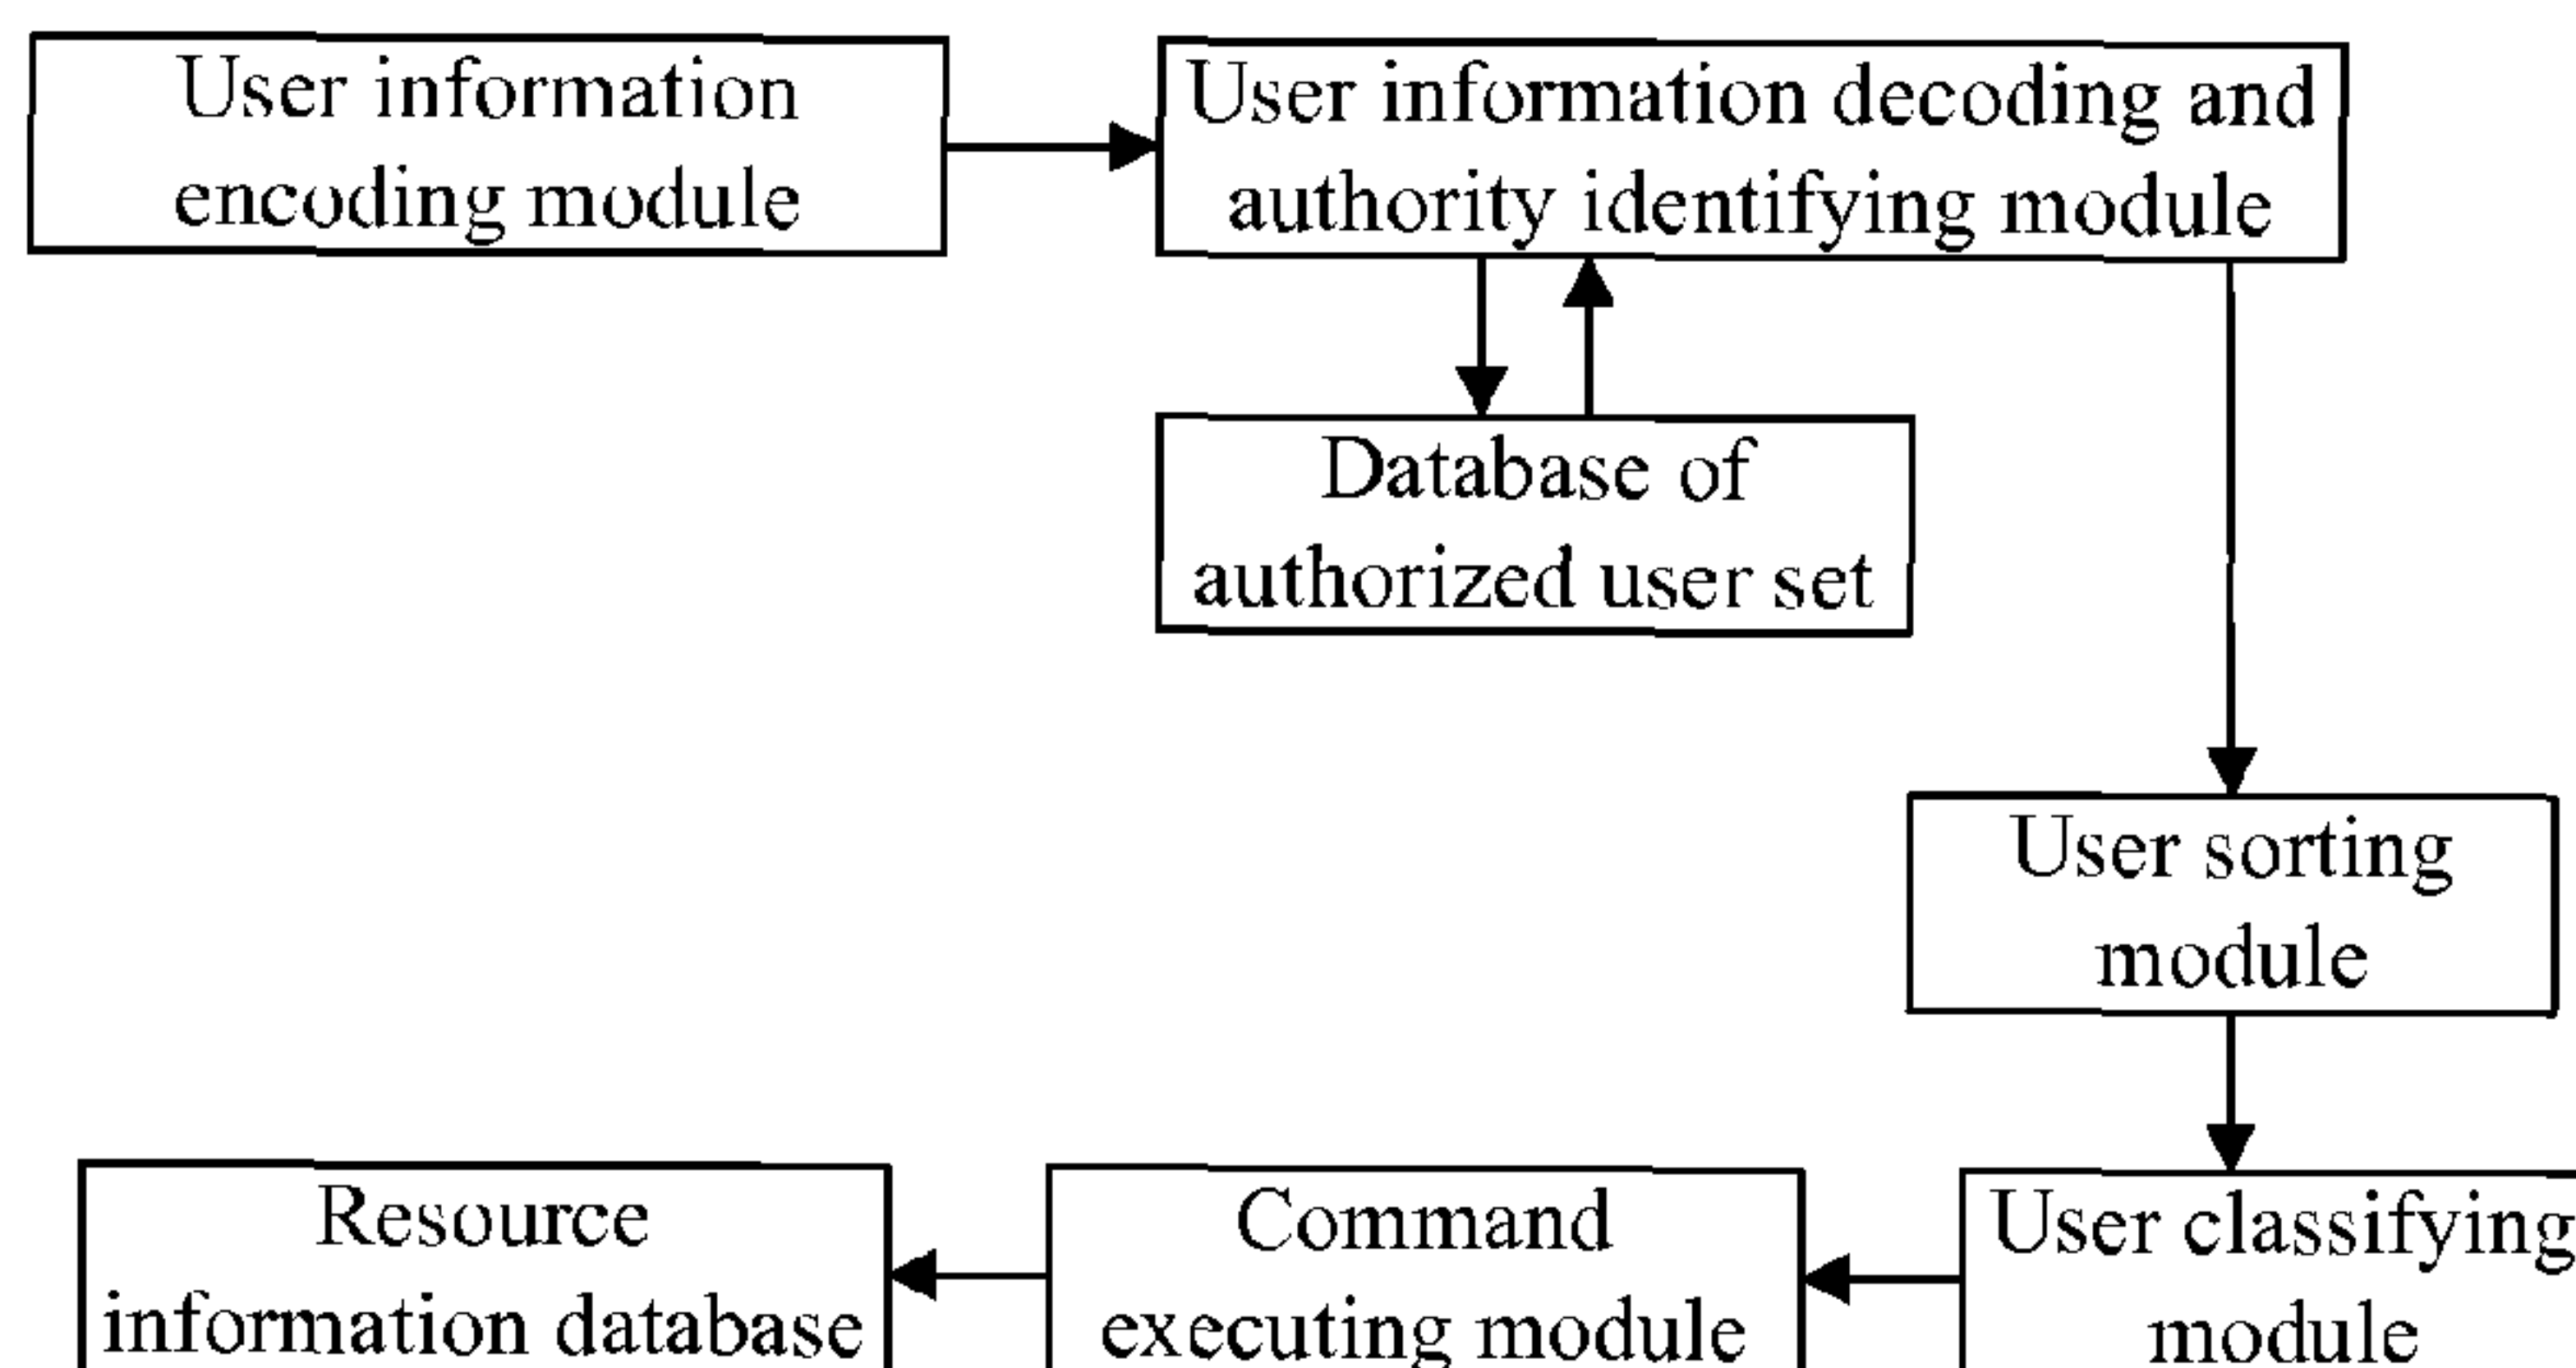 User information
encoding module
User information decoding and
authority identifying module
Database of
authorized user set
User sorting
module
Resource
information database
Command
executing module
User classifying
module